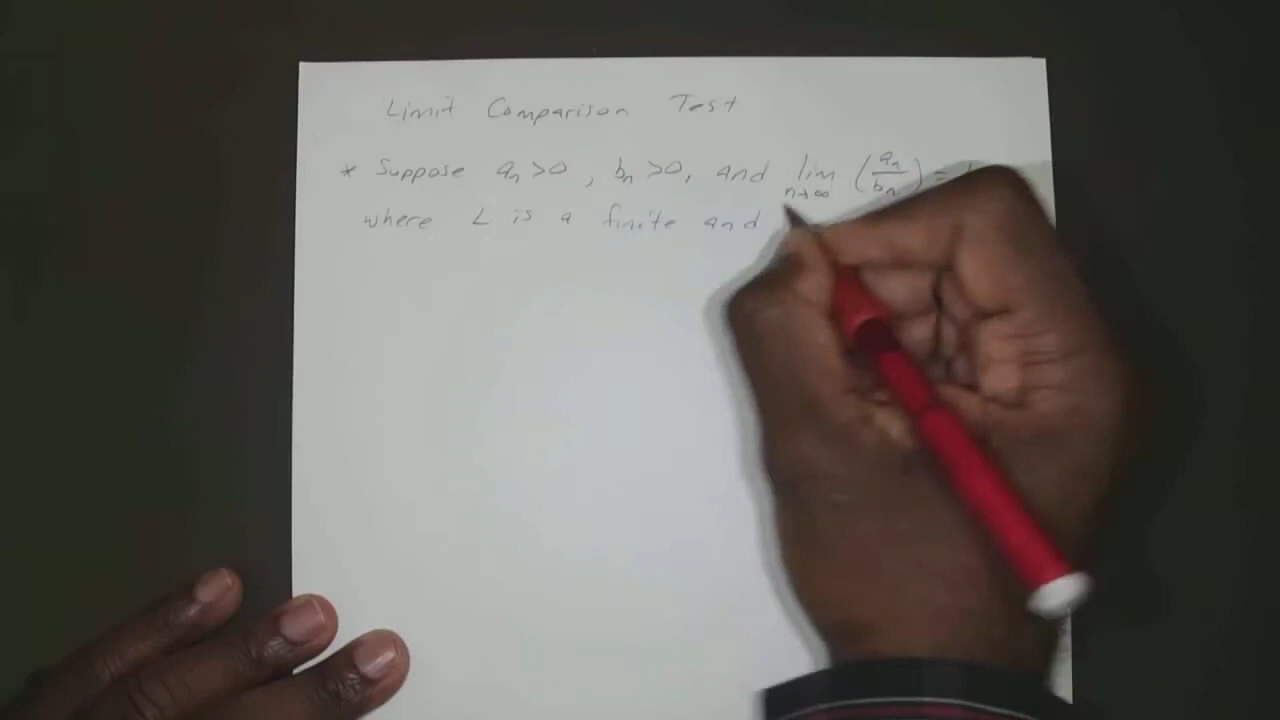 Limit Comparison Test
* Suppose aₙ>0, bₙ>0, and lim n→∞ (aₙ/bₙ) =
where L is a finite and